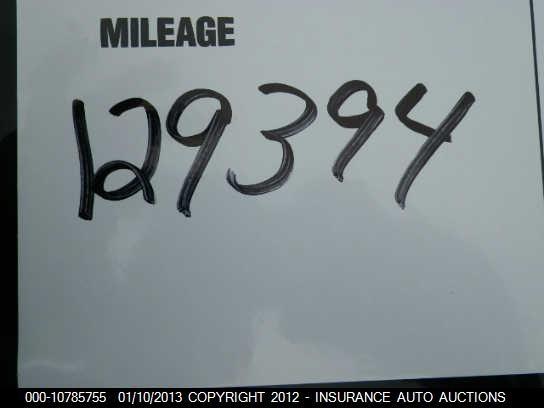 MILEAGE
129394
000-10785755 01/10/2013 COPYRIGHT 2012 - INSURANCE AUTO AUCTIONS